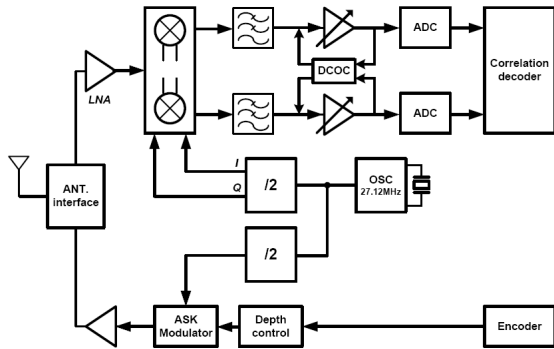 LNA
DCOC
ADC
ADC
Correlation
decoder
ANT.
interface
I
Q
/2
OSC
27.12MHz
/2
ASK
Modulator
Depth
control
Encoder